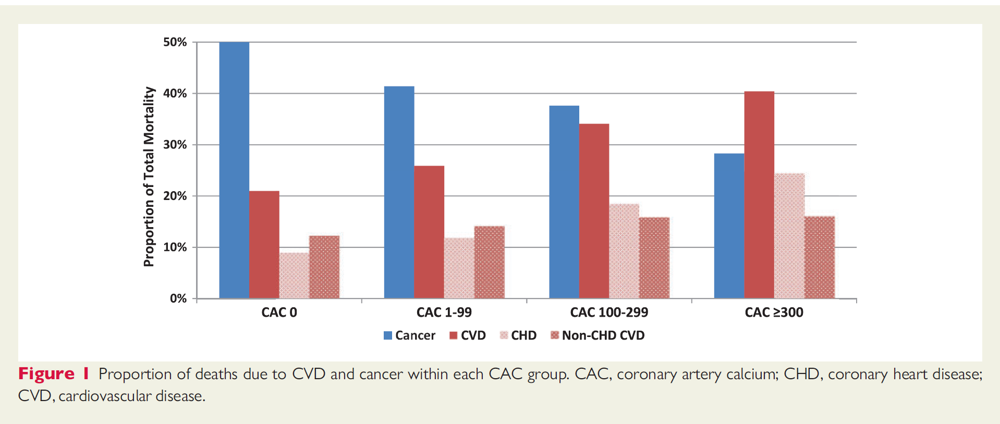 50%
40%
30%
20%
10%
0%
Proportion of Total Mortality
CAC 0
CAC 1-99
CAC 100-299
CAC ≥300
Cancer
CVD
CHD
Non-CHD CVD
Figure 1 Proportion of deaths due to CVD and cancer within each CAC group. CAC, coronary artery calcium; CHD, coronary heart disease;
CVD, cardiovascular disease.